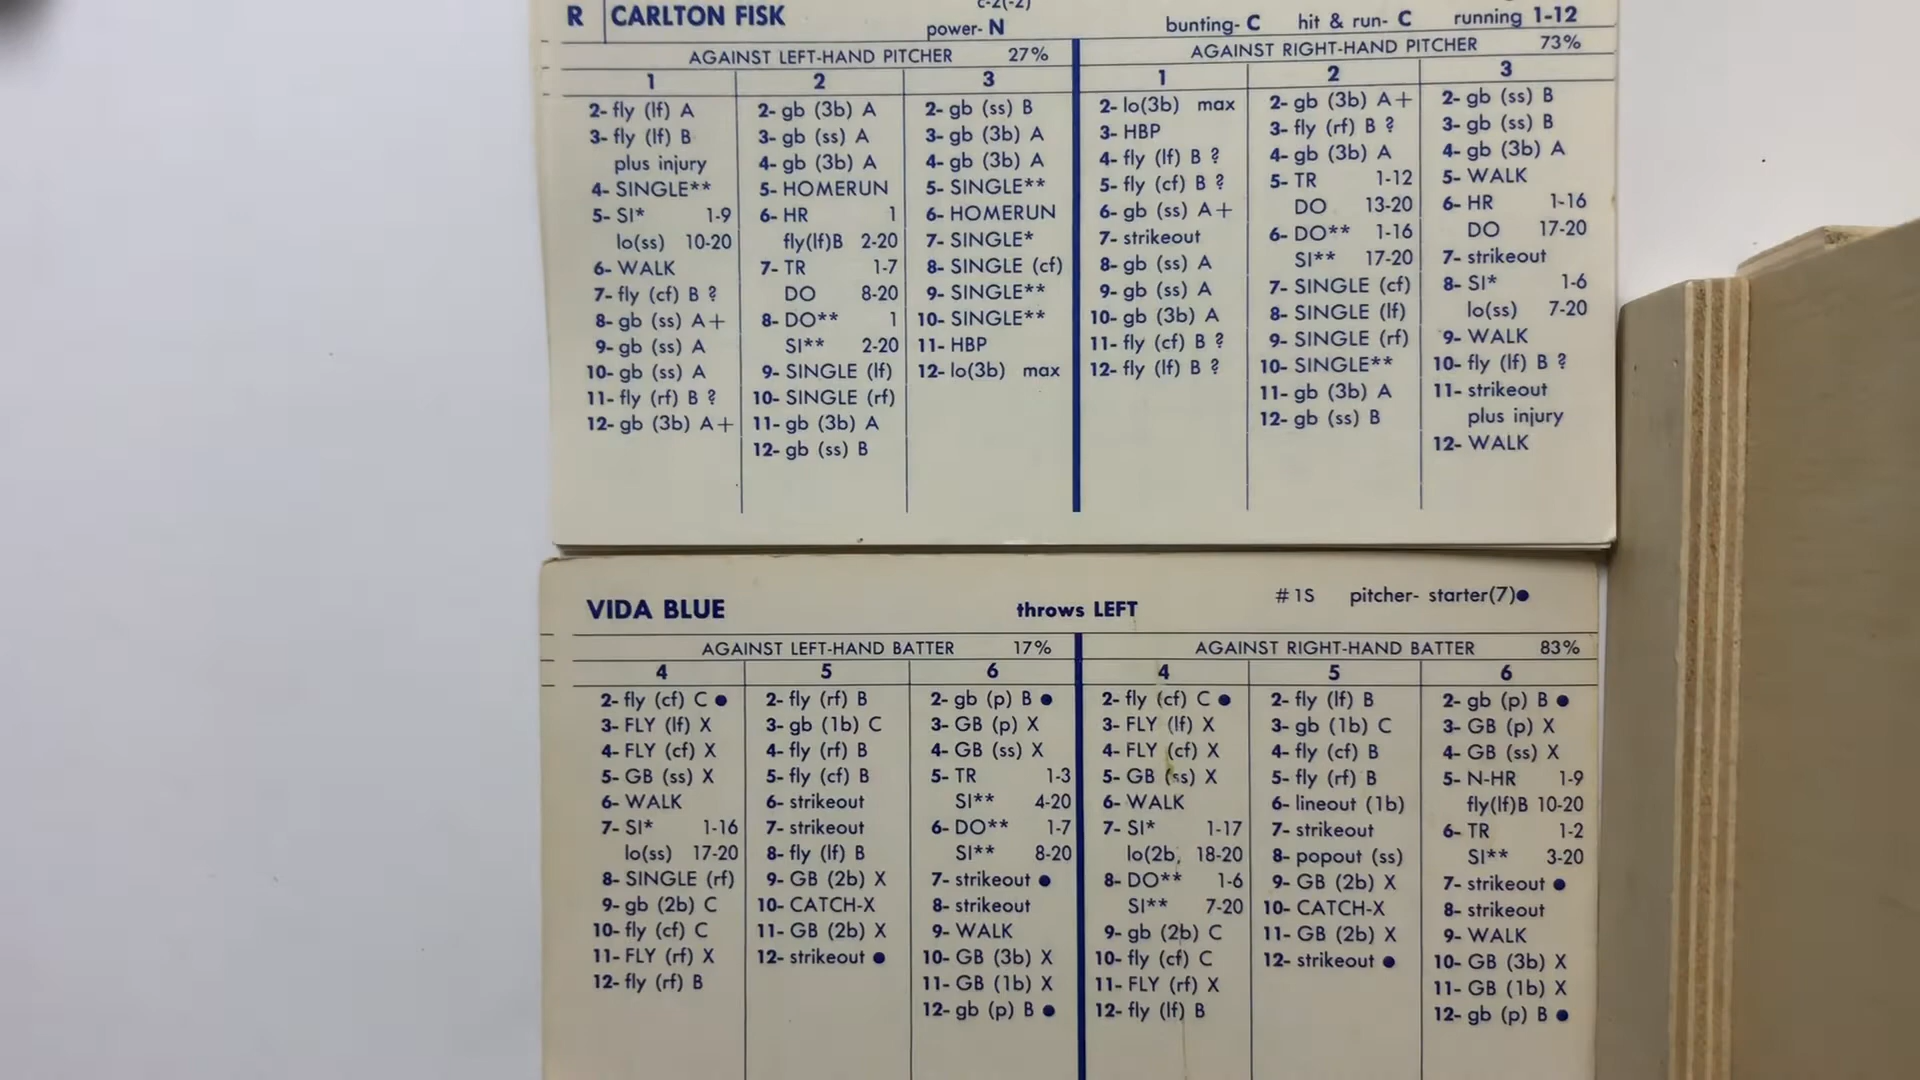 c-2(-2)
R CARLTON FISK power- N bunting- C hit & run- C running 1-12
AGAINST LEFT-HAND PITCHER 27% AGAINST RIGHT-HAND PITCHER 73%
1 2 3 1 2 3
2- fly (lf) A
3- fly (lf) B
plus injury
4- SINGLE**
5- SI* 1-9
lo(ss) 10-20
6- WALK
7- fly (cf) B ?
8- gb (ss) A+
9- gb (ss) A
10- gb (ss) A
11- fly (rf) B ?
12- gb (3b) A+
2- gb (3b) A
3- gb (ss) A
4- gb (3b) A
5- HOMERUN
6- HR 1
fly(lf)B 2-20
7- TR 1-7
DO 8-20
8- DO** 1
SI** 2-20
9- SINGLE (lf)
10- SINGLE (rf)
11- gb (3b) A
12- gb (ss) B
2- gb (ss) B
3- gb (3b) A
4- gb (3b) A
5- SINGLE**
6- HOMERUN
7- SINGLE*
8- SINGLE (cf)
9- SINGLE**
10- SINGLE**
11- HBP
12- lo(3b) max
2- lo(3b) max
3- HBP
4- fly (lf) B ?
5- fly (cf) B ?
6- gb (ss) A+
7- strikeout
8- gb (ss) A
9- gb (ss) A
10- gb (3b) A
11- fly (cf) B ?
12- fly (lf) B ?
2- gb (3b) A+
3- fly (rf) B ?
4- gb (3b) A
5- TR 1-12
DO 13-20
6- DO** 1-16
SI** 17-20
7- SINGLE (cf)
8- SINGLE (lf)
9- SINGLE (rf)
10- SINGLE**
11- gb (3b) A
12- gb (ss) B
2- gb (ss) B
3- gb (ss) B
4- gb (3b) A
5- WALK
6- HR 1-16
DO 17-20
7- strikeout
8- SI* 1-6
lo(ss) 7-20
9- WALK
10- fly (lf) B ?
11- strikeout
plus injury
12- WALK
VIDA BLUE throws LEFT #1S pitcher- starter(7)●
AGAINST LEFT-HAND BATTER 17% AGAINST RIGHT-HAND BATTER 83%
4 5 6 4 5 6
2- fly (cf) C ●
3- FLY (lf) X
4- FLY (cf) X
5- GB (ss) X
6- WALK
7- SI* 1-16
lo(ss) 17-20
8- SINGLE (rf)
9- gb (2b) C
10- fly (cf) C
11- FLY (rf) X
12- fly (rf) B
2- fly (rf) B
3- gb (1b) C
4- fly (rf) B
5- fly (cf) B
6- strikeout
7- strikeout
8- fly (lf) B
9- GB (2b) X
10- CATCH-X
11- GB (2b) X
12- strikeout ●
2- gb (p) B ●
3- GB (p) X
4- GB (ss) X
5- TR 1-3
SI** 4-20
6- DO** 1-7
SI** 8-20
7- strikeout ●
8- strikeout
9- WALK
10- GB (3b) X
11- GB (1b) X
12- gb (p) B ●
2- fly (cf) C ●
3- FLY (lf) X
4- FLY (cf) X
5- GB (ss) X
6- WALK
7- SI* 1-17
lo(2b, 18-20
8- DO** 1-6
SI** 7-20
9- gb (2b) C
10- fly (cf) C
11- FLY (rf) X
12- fly (lf) B
2- fly (lf) B
3- gb (1b) C
4- fly (cf) B
5- fly (rf) B
6- lineout (1b)
7- strikeout
8- popout (ss)
9- GB (2b) X
10- CATCH-X
11- GB (2b) X
12- strikeout ●
2- gb (p) B ●
3- GB (p) X
4- GB (ss) X
5- N-HR 1-9
fly(lf)B 10-20
6- TR 1-2
SI** 3-20
7- strikeout ●
8- strikeout
9- WALK
10- GB (3b) X
11- GB (1b) X
12- gb (p) B ●